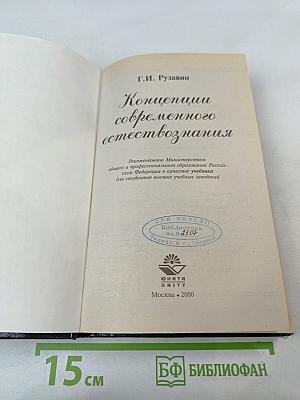 Г.И. Рузавин
Концепции
современного
естествознания
Рекомендовано Министерством
общего и профессионального образования Россий-
ской Федерации в качестве учебника
для студентов высших учебных заведений
Библиотека
ЮНИТИ
UNITY
Москва • 2000
15 см
БФ БИБЛИОФАН